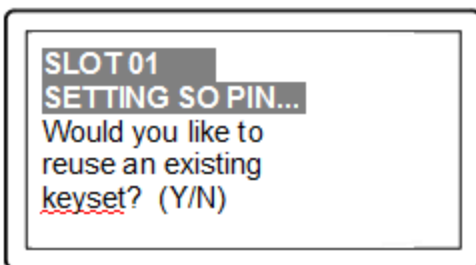 SLOT 01
SETTING SO PIN...
Would you like to
reuse an existing
keyset?  (Y/N)